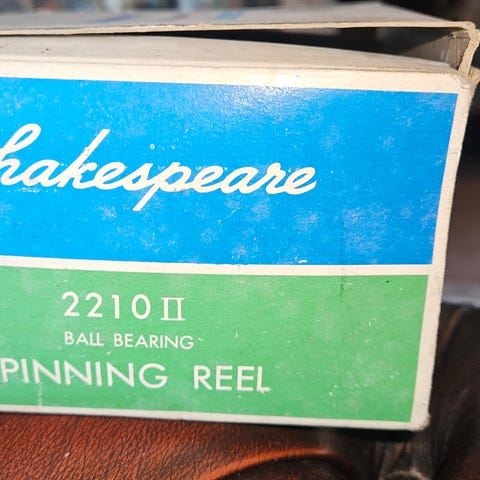 hakespeare
2210 II
BALL BEARING
PINNING REEL